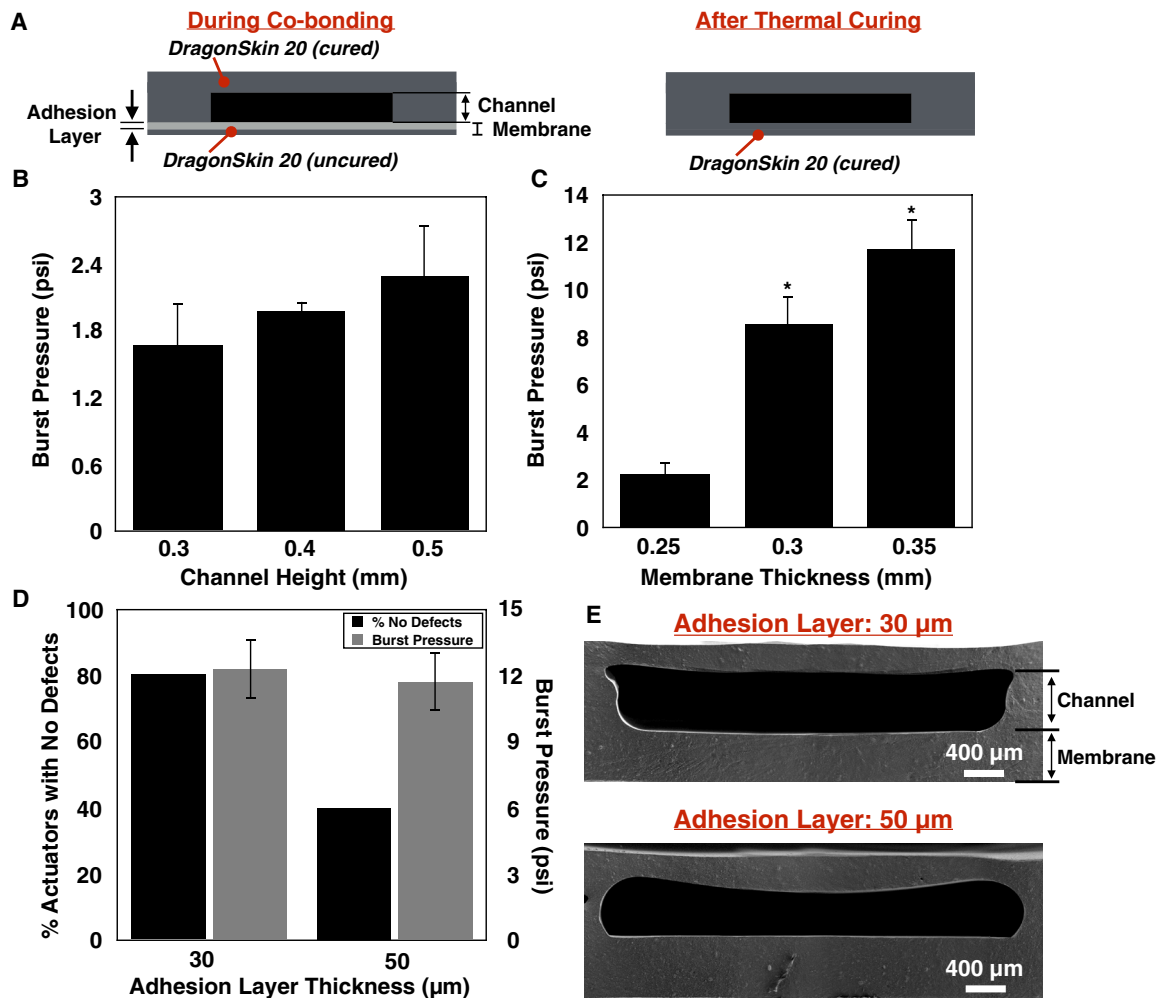 A
During Co-bonding
After Thermal Curing
DragonSkin 20 (cured)
Adhesion
Layer
Channel
Membrane
DragonSkin 20 (uncured)
DragonSkin 20 (cured)
B
3
2.4
1.8
1.2
0.6
0
Burst Pressure (psi)
0.3 0.4 0.5
Channel Height (mm)
C
14
12
10
8
6
4
2
0
Burst Pressure (psi)
*
*
0.25 0.3 0.35
Membrane Thickness (mm)
D
100
80
60
40
20
0
% Actuators with No Defects
% No Defects
Burst Pressure
15
12
9
6
3
0
Burst Pressure
(psi)
30 50
Adhesion Layer Thickness (µm)
E
Adhesion Layer: 30 µm
Channel
Membrane
400 µm
Adhesion Layer: 50 µm
400 µm